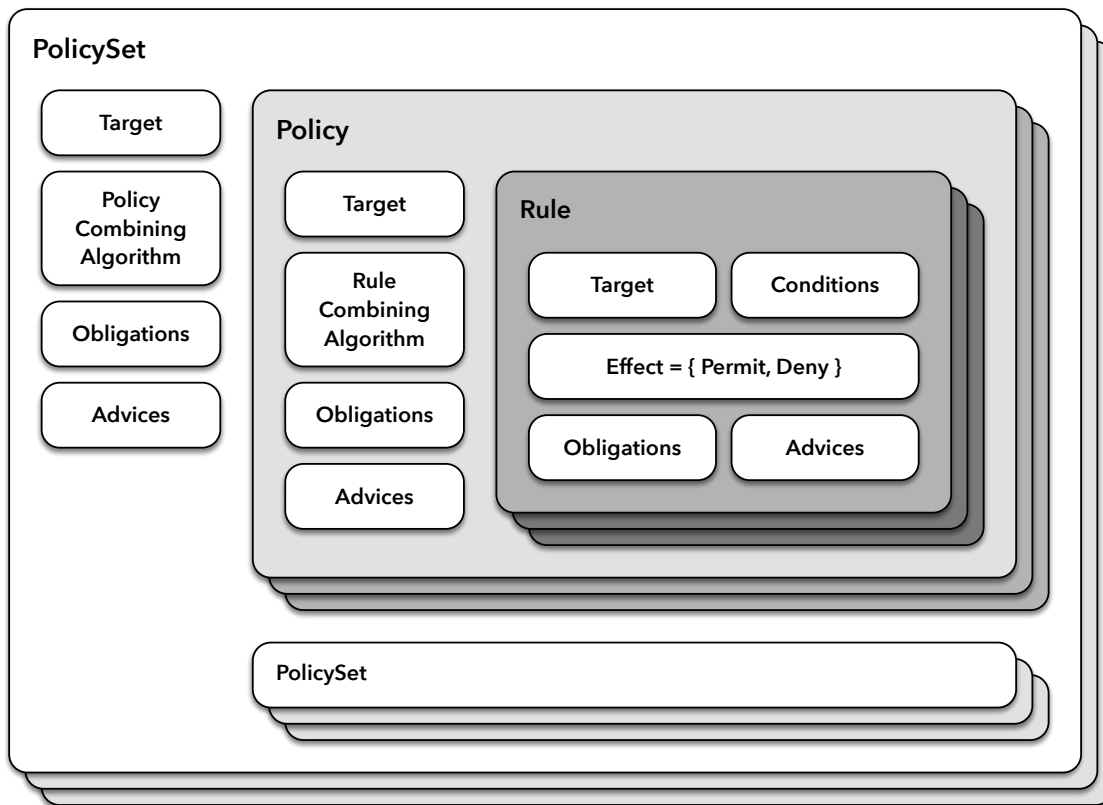 PolicySet
Target
Policy
Combining
Algorithm
Obligations
Advices
Policy
Target
Rule
Combining
Algorithm
Obligations
Advices
Rule
Target
Conditions
Effect = { Permit, Deny }
Obligations
Advices
PolicySet